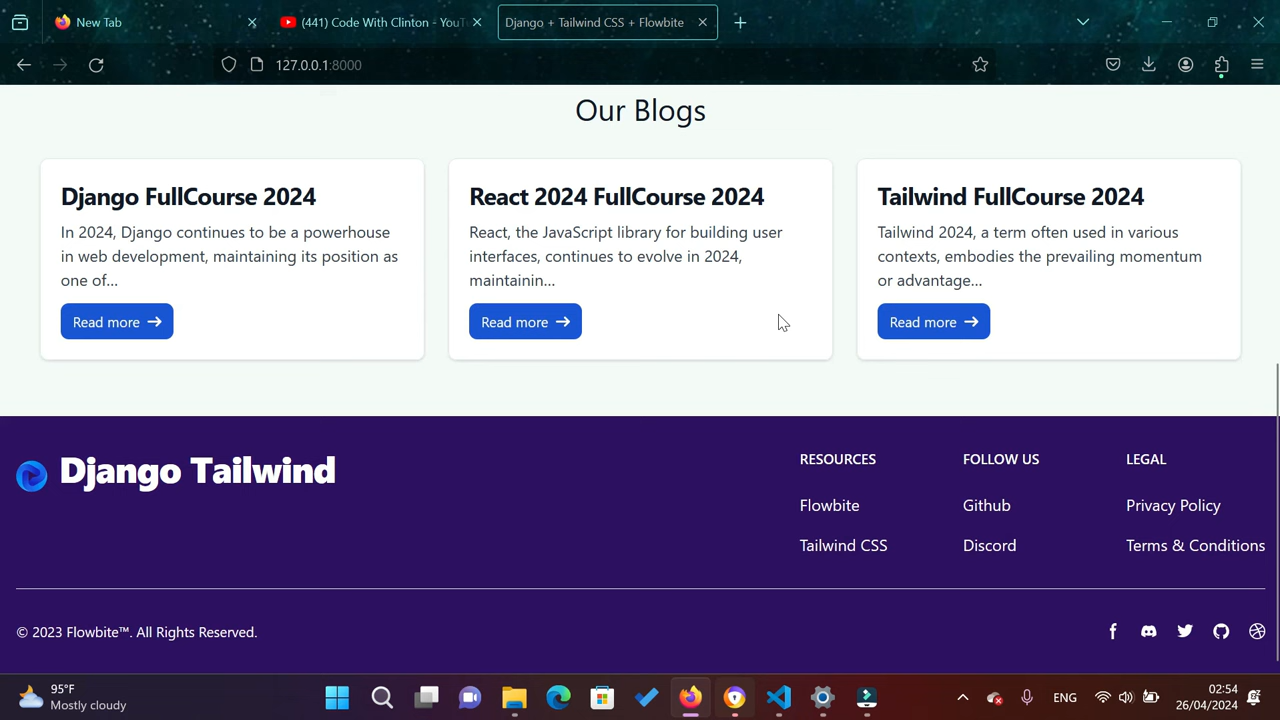 New Tab
(441) Code With Clinton - YouT
Django + Tailwind CSS + Flowbite
127.0.0.1:8000
Our Blogs
Django FullCourse 2024
In 2024, Django continues to be a powerhouse
in web development, maintaining its position as
one of...
Read more
React 2024 FullCourse 2024
React, the JavaScript library for building user
interfaces, continues to evolve in 2024,
maintainin...
Read more
Tailwind FullCourse 2024
Tailwind 2024, a term often used in various
contexts, embodies the prevailing momentum
or advantage...
Read more
Django Tailwind
RESOURCES
Flowbite
Tailwind CSS
FOLLOW US
Github
Discord
LEGAL
Privacy Policy
Terms & Conditions
© 2023 Flowbite™. All Rights Reserved.
95°F
Mostly cloudy
ENG
02:54
26/04/2024